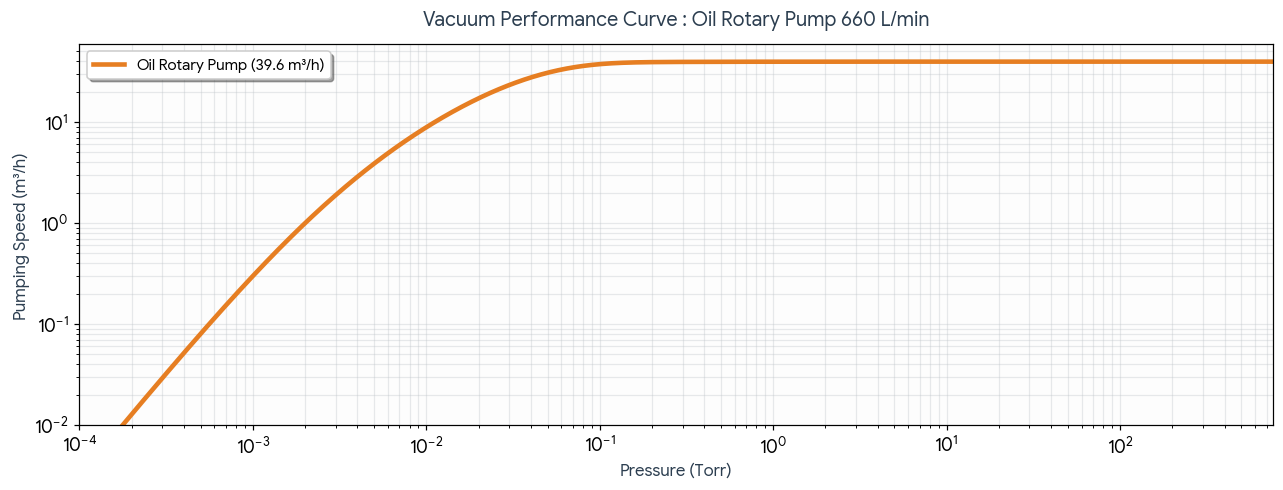 Vacuum Performance Curve : Oil Rotary Pump 660 L/min
Oil Rotary Pump (39.6 m³/h)
Pumping Speed (m³/h)
10¹
10⁰
10⁻¹
10⁻²
10⁻⁴ 10⁻³ 10⁻² 10⁻¹ 10⁰ 10¹ 10²
Pressure (Torr)